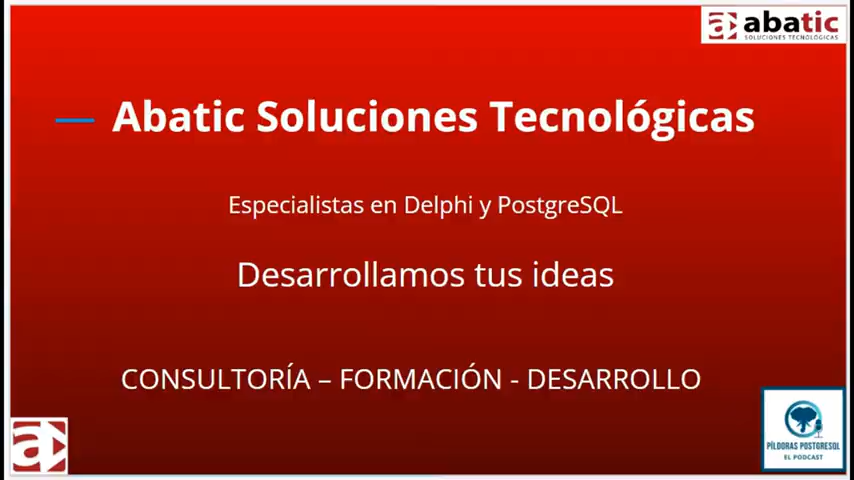 abatic
SOLUCIONES TECNOLÓGICAS
Abatic Soluciones Tecnológicas
Especialistas en Delphi y PostgreSQL
Desarrollamos tus ideas
CONSULTORÍA – FORMACIÓN - DESARROLLO
a
PÍLDORAS POSTGRESQL
EL PODCAST